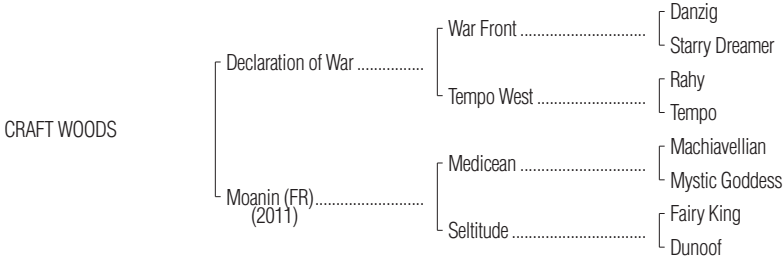 Danzig
War Front ..............................
Starry Dreamer
Declaration of War ................
Rahy
Tempo West ..........................
Tempo
CRAFT WOODS
Machiavellian
Medicean ..............................
Mystic Goddess
Moanin (FR)..........................
(2011)
Fairy King
Seltitude ................................
Dunoof